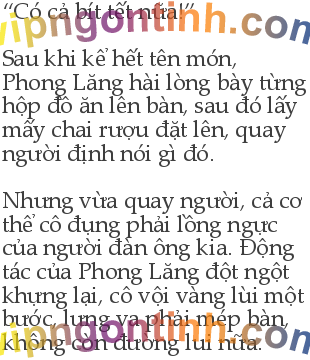 “Có cả bít tết nữa!”
vipngontinh.com
Sau khi kể hết tên món,
Phong Lăng hài lòng bày từng
hộp đồ ăn lên bàn, sau đó lấy
mấy chai rượu đặt lên, quay
người định nói gì đó.
Nhưng vừa quay người, cả cơ
thể cô đụng phải lồng ngực
của người đàn ông kia. Động
tác của Phong Lăng đột ngột
khựng lại, cô vội vàng lùi một
bước, lưng va phải mép bàn,
vipngontinh.com
không còn đường lui nữa.